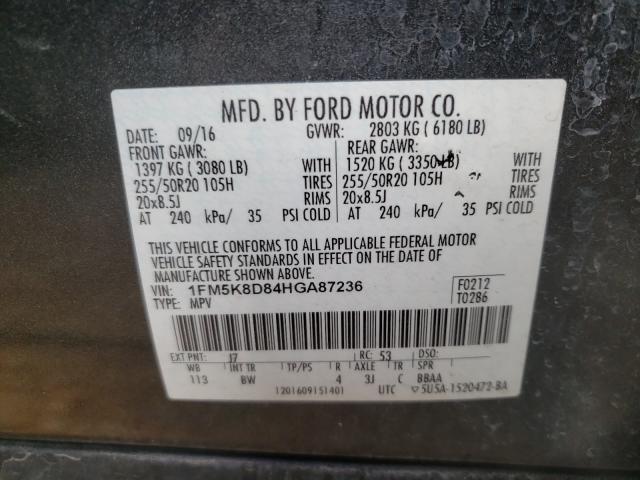 MFD. BY FORD MOTOR CO.
DATE: 09/16 GVWR: 2803 KG ( 6180 LB)
FRONT GAWR: REAR GAWR:
1397 KG ( 3080 LB) WITH 1520 KG ( 3350 LB) WITH
255/50R20 105H TIRES 255/50R20 105H TIRES
20x8.5J RIMS 20x8.5J RIMS
AT 240 kPa/ 35 PSI COLD AT 240 kPa/ 35 PSI COLD
THIS VEHICLE CONFORMS TO ALL APPLICABLE FEDERAL MOTOR
VEHICLE SAFETY STANDARDS IN EFFECT ON THE DATE OF
MANUFACTURE SHOWN ABOVE.
VIN: 1FM5K8D84HGA87236 F0212
TYPE: MPV T0286
EXT PNT: J7 RC: 53 DSO:
WB INT TR TP/PS R AXLE TR SPR
113 BW 4 3J C BBAA
1201609151401 UTC ▽5U5A-1520472-BA